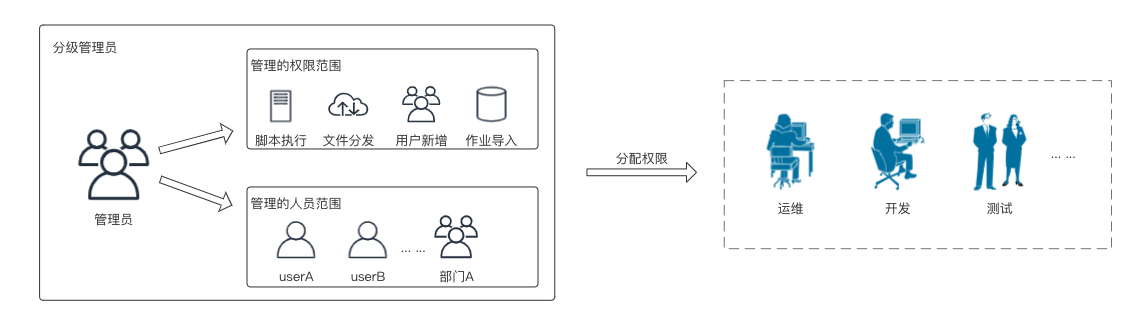 分级管理员
管理的权限范围
脚本执行 文件分发 用户新增 作业导入
管理员
管理的人员范围
... ...
userA userB 部门A
分配权限
... ...
运维 开发 测试